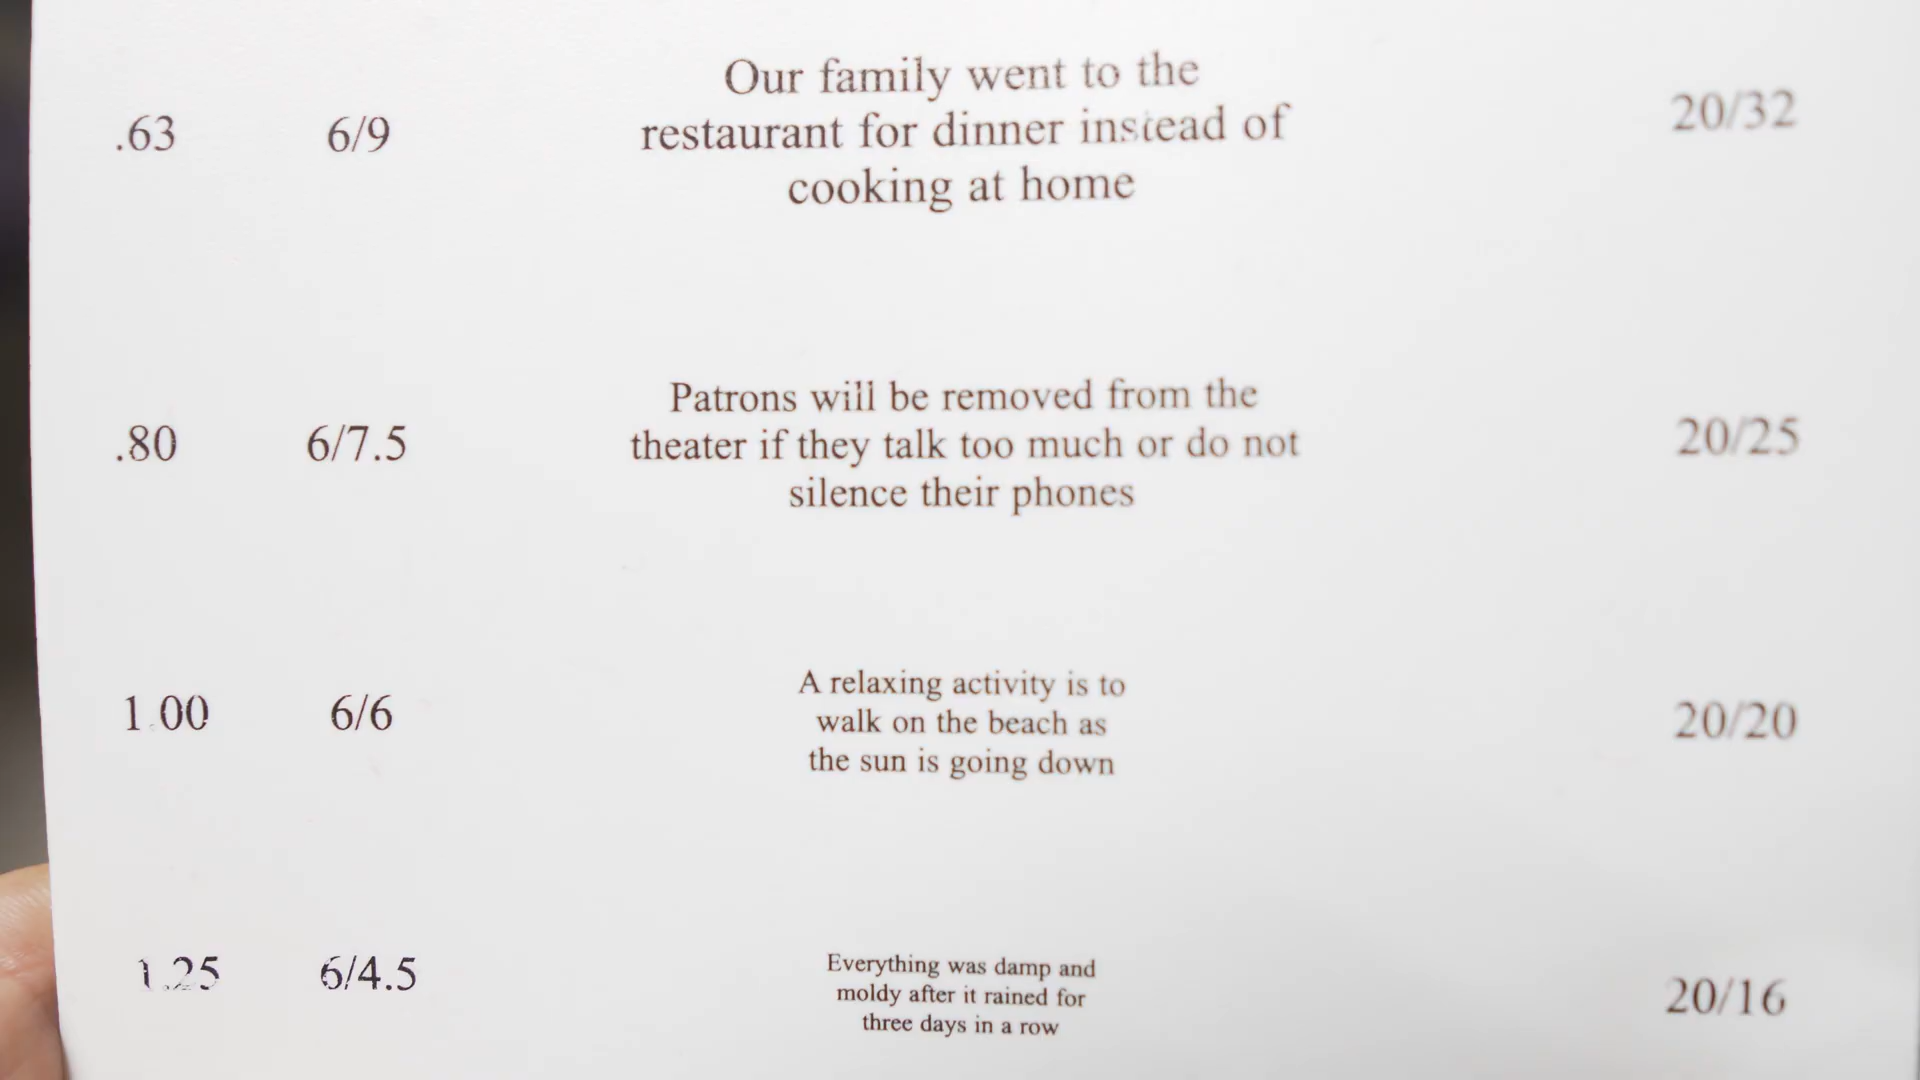 Our family went to the
.63 6/9 restaurant for dinner instead of 20/32
cooking at home
Patrons will be removed from the
.80 6/7.5 theater if they talk too much or do not 20/25
silence their phones
A relaxing activity is to
1.00 6/6 walk on the beach as 20/20
the sun is going down
Everything was damp and
1.25 6/4.5 moldy after it rained for 20/16
three days in a row